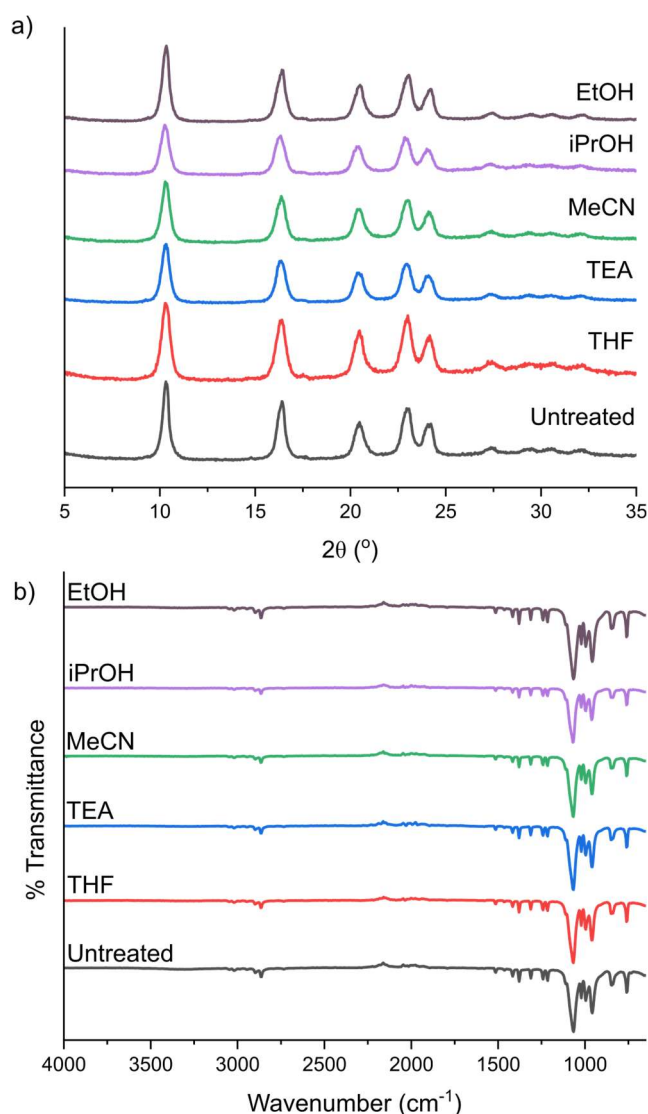 a)
EtOH
iPrOH
MeCN
TEA
THF
Untreated
5 10 15 20 25 30 35
2θ (°)
b)
EtOH
iPrOH
MeCN
TEA
THF
Untreated
% Transmittance
4000 3500 3000 2500 2000 1500 1000
Wavenumber (cm⁻¹)